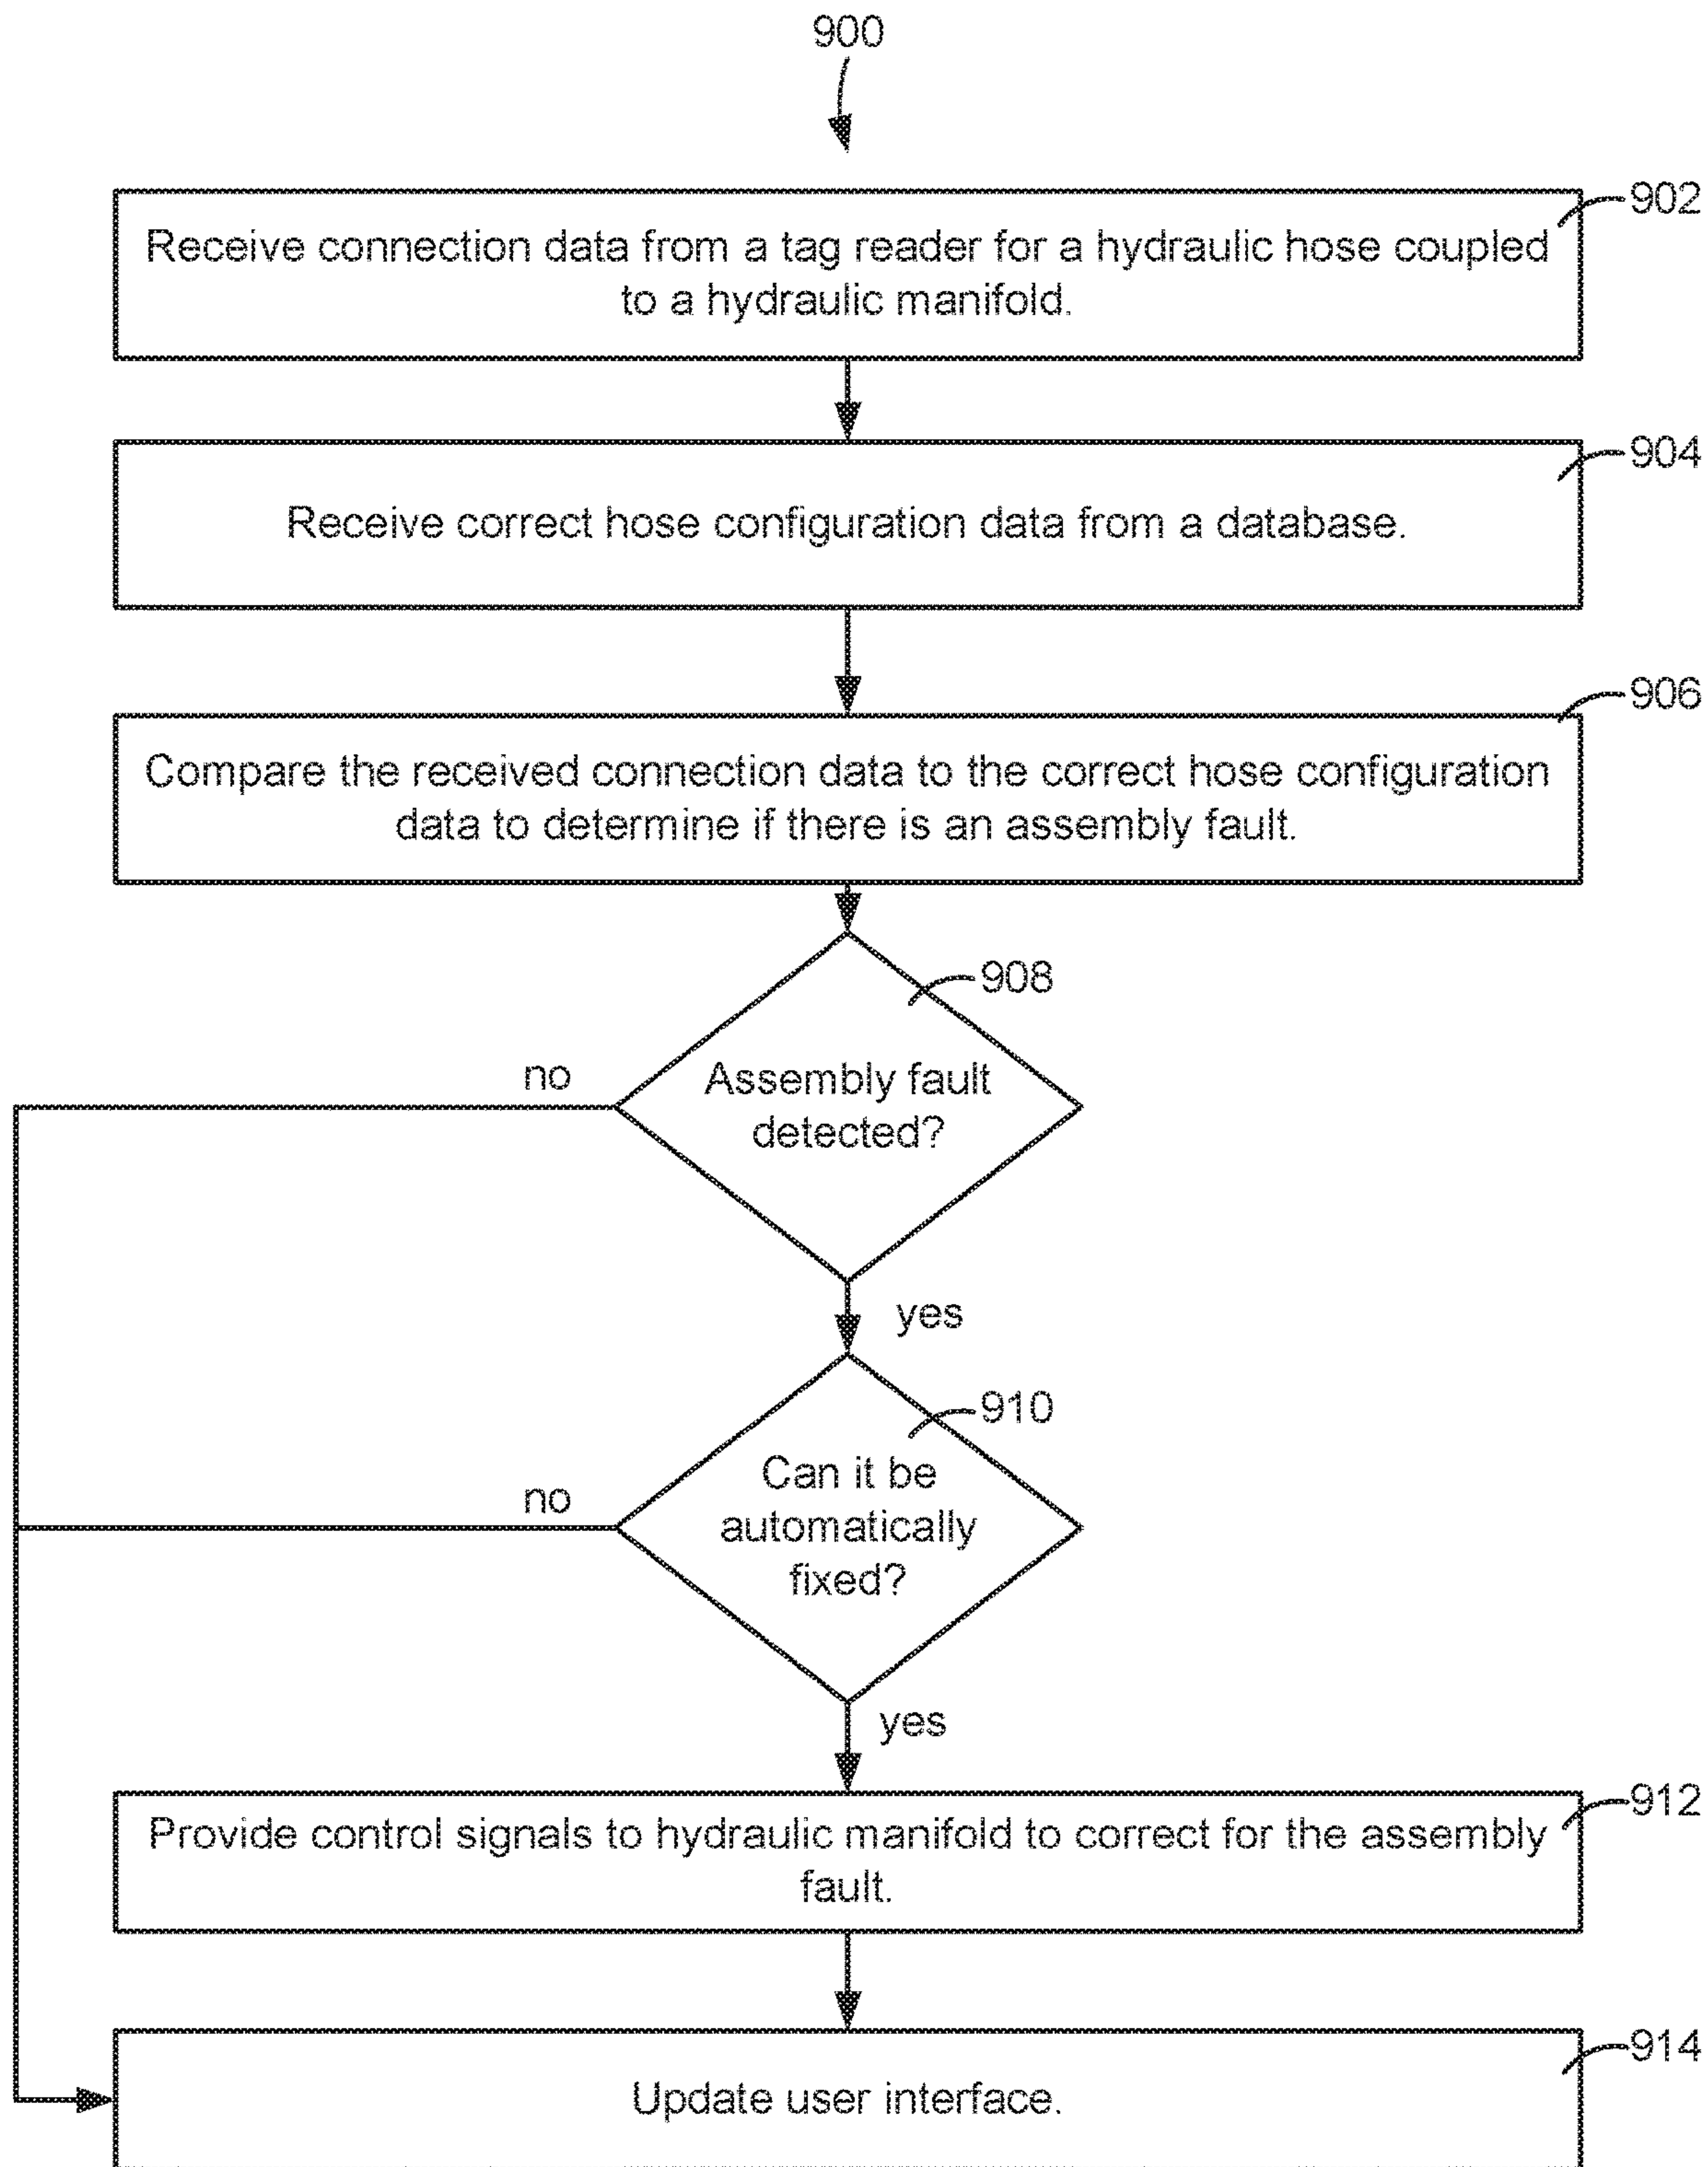 900
902
Receive connection data from a tag reader for a hydraulic hose coupled
to a hydraulic manifold.
904
Receive correct hose configuration data from a database.
906
Compare the received connection data to the correct hose configuration
data to determine if there is an assembly fault.
908
no
Assembly fault
detected?
yes
910
Can it be
no
automatically
fixed?
yes
912
Provide control signals to hydraulic manifold to correct for the assembly
fault.
914
Update user interface.